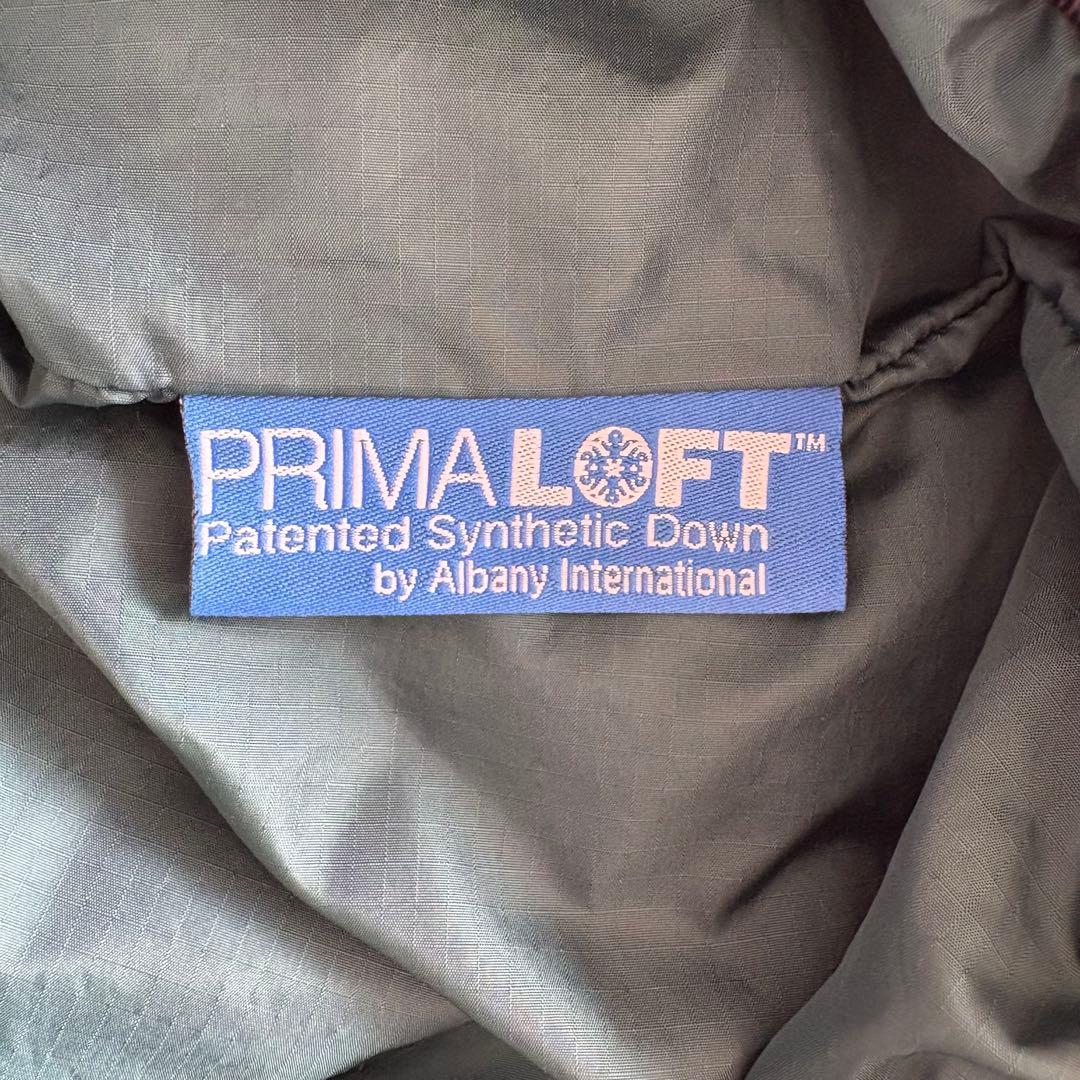 PRIMALOFT™
Patented Synthetic Down
by Albany International